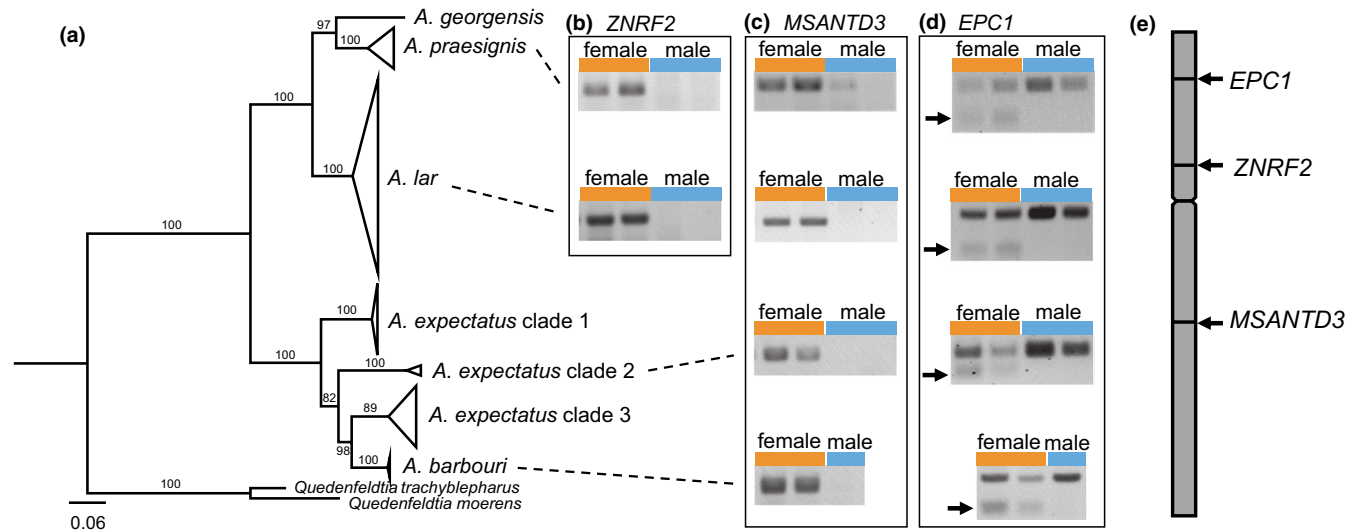 (a)
97
A. georgensis
100
A. praesignis
100
100
A. lar
100
100
A. expectatus clade 1
100
100
A. expectatus clade 2
82
89
A. expectatus clade 3
98
100
A. barbouri
100
Quedenfeldtia trachyblepharus
Quedenfeldtia moerens
0.06
(b) ZNRF2
female male
female male
(c) MSANTD3
female male
female male
female male
female male
(d) EPC1
female male
female male
female male
female male
(e)
EPC1
ZNRF2
MSANTD3